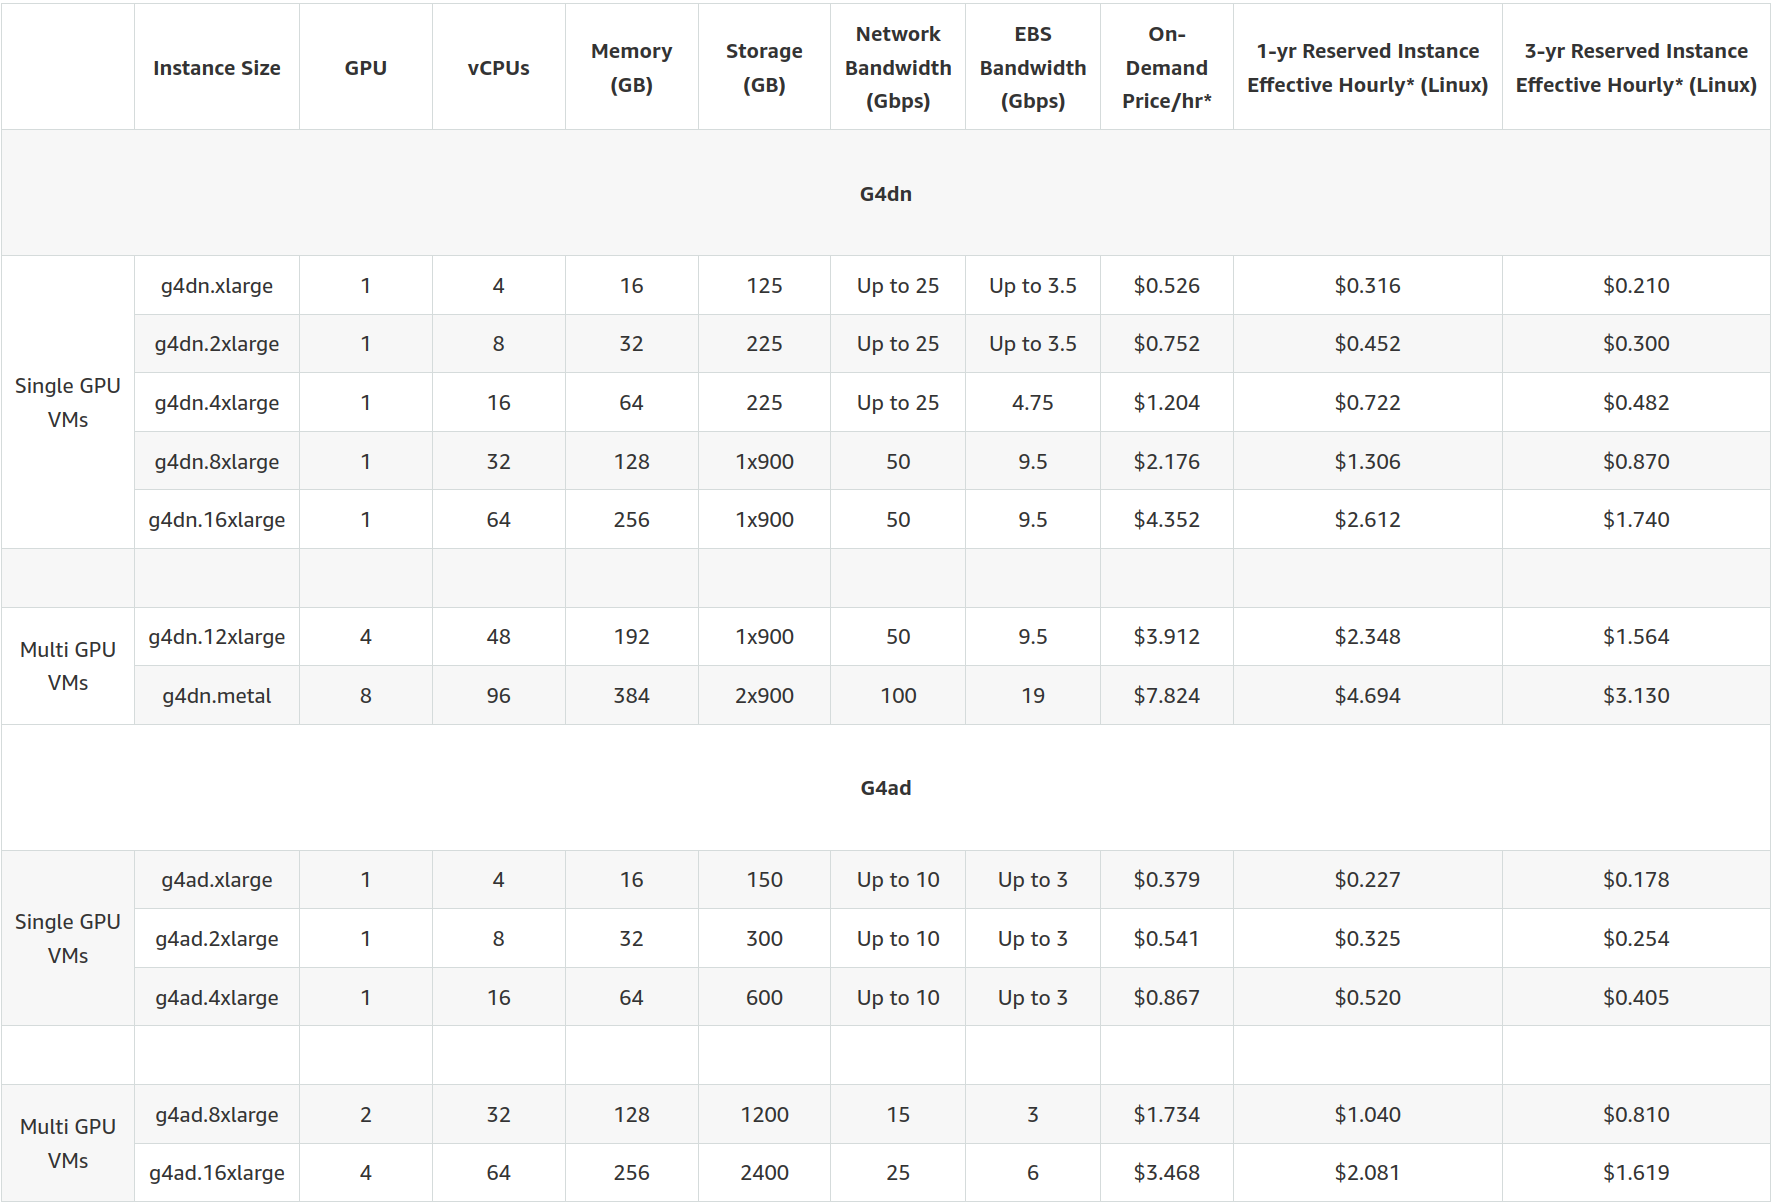 Instance Size GPU vCPUs Memory (GB) Storage (GB) Network Bandwidth (Gbps) EBS Bandwidth (Gbps) On-Demand Price/hr* 1-yr Reserved Instance Effective Hourly* (Linux) 3-yr Reserved Instance Effective Hourly* (Linux)
G4dn
Single GPU VMs
g4dn.xlarge 1 4 16 125 Up to 25 Up to 3.5 $0.526 $0.316 $0.210
g4dn.2xlarge 1 8 32 225 Up to 25 Up to 3.5 $0.752 $0.452 $0.300
g4dn.4xlarge 1 16 64 225 Up to 25 4.75 $1.204 $0.722 $0.482
g4dn.8xlarge 1 32 128 1x900 50 9.5 $2.176 $1.306 $0.870
g4dn.16xlarge 1 64 256 1x900 50 9.5 $4.352 $2.612 $1.740
Multi GPU VMs
g4dn.12xlarge 4 48 192 1x900 50 9.5 $3.912 $2.348 $1.564
g4dn.metal 8 96 384 2x900 100 19 $7.824 $4.694 $3.130
G4ad
Single GPU VMs
g4ad.xlarge 1 4 16 150 Up to 10 Up to 3 $0.379 $0.227 $0.178
g4ad.2xlarge 1 8 32 300 Up to 10 Up to 3 $0.541 $0.325 $0.254
g4ad.4xlarge 1 16 64 600 Up to 10 Up to 3 $0.867 $0.520 $0.405
Multi GPU VMs
g4ad.8xlarge 2 32 128 1200 15 3 $1.734 $1.040 $0.810
g4ad.16xlarge 4 64 256 2400 25 6 $3.468 $2.081 $1.619